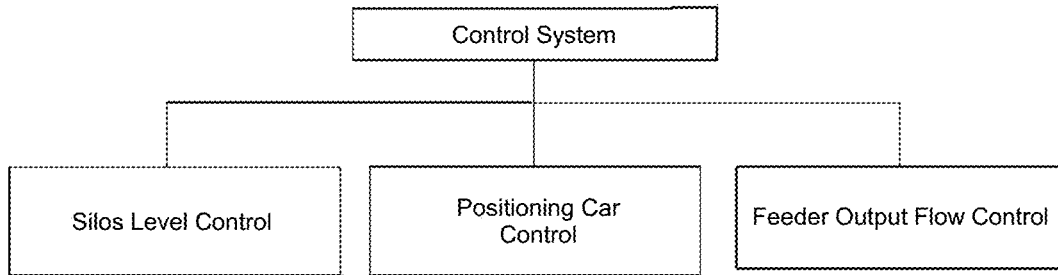 Control System
Silos Level Control
Positioning Car
Control
Feeder Output Flow Control